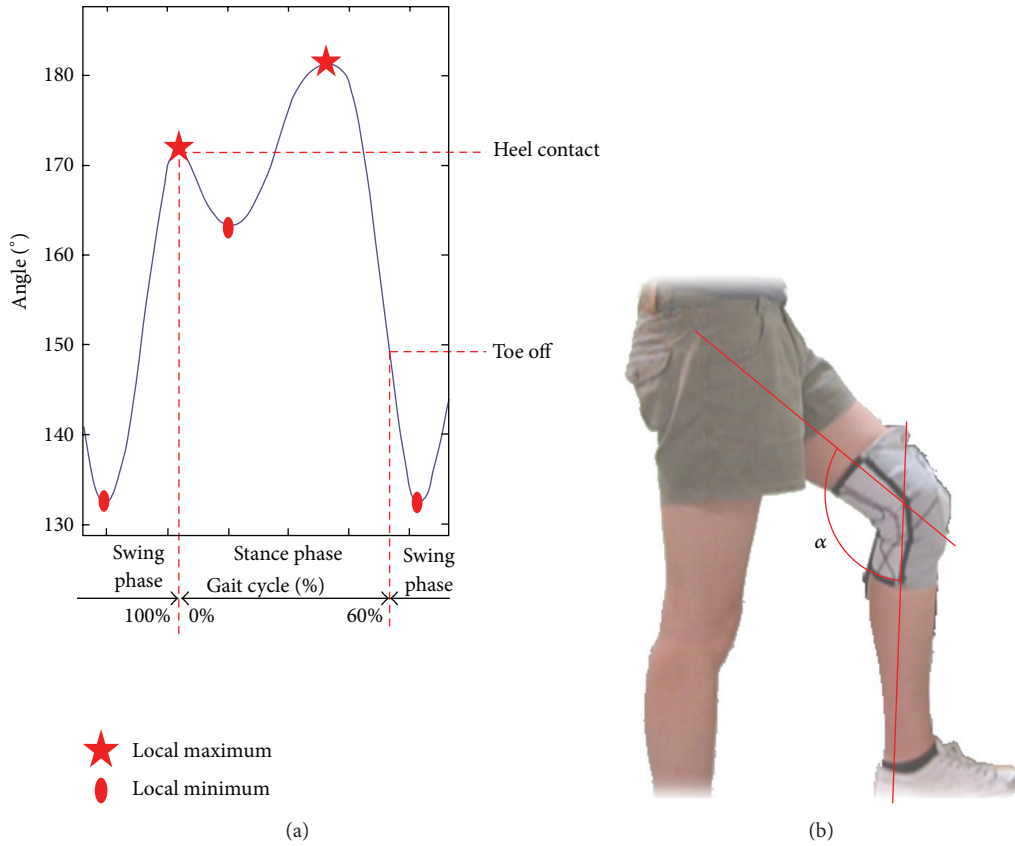 180
170
160
150
140
130
Angle (°)
Heel contact
Toe off
Swing phase
Stance phase
Swing phase
Gait cycle (%)
100%
0%
60%
Local maximum
Local minimum
(a)
α
(b)